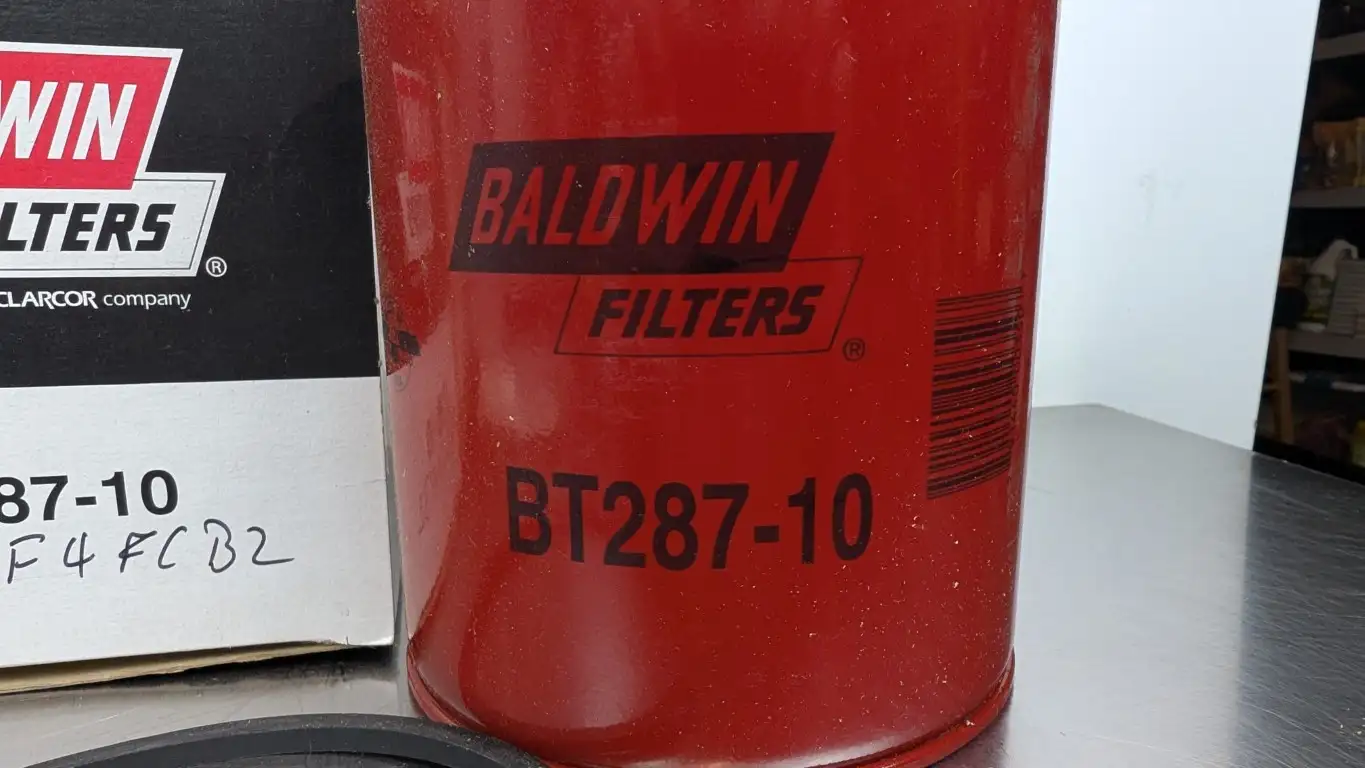 WIN
LTERS®
CLARCOR company
87-10
F4FCB2
BALDWIN
FILTERS®
BT287-10